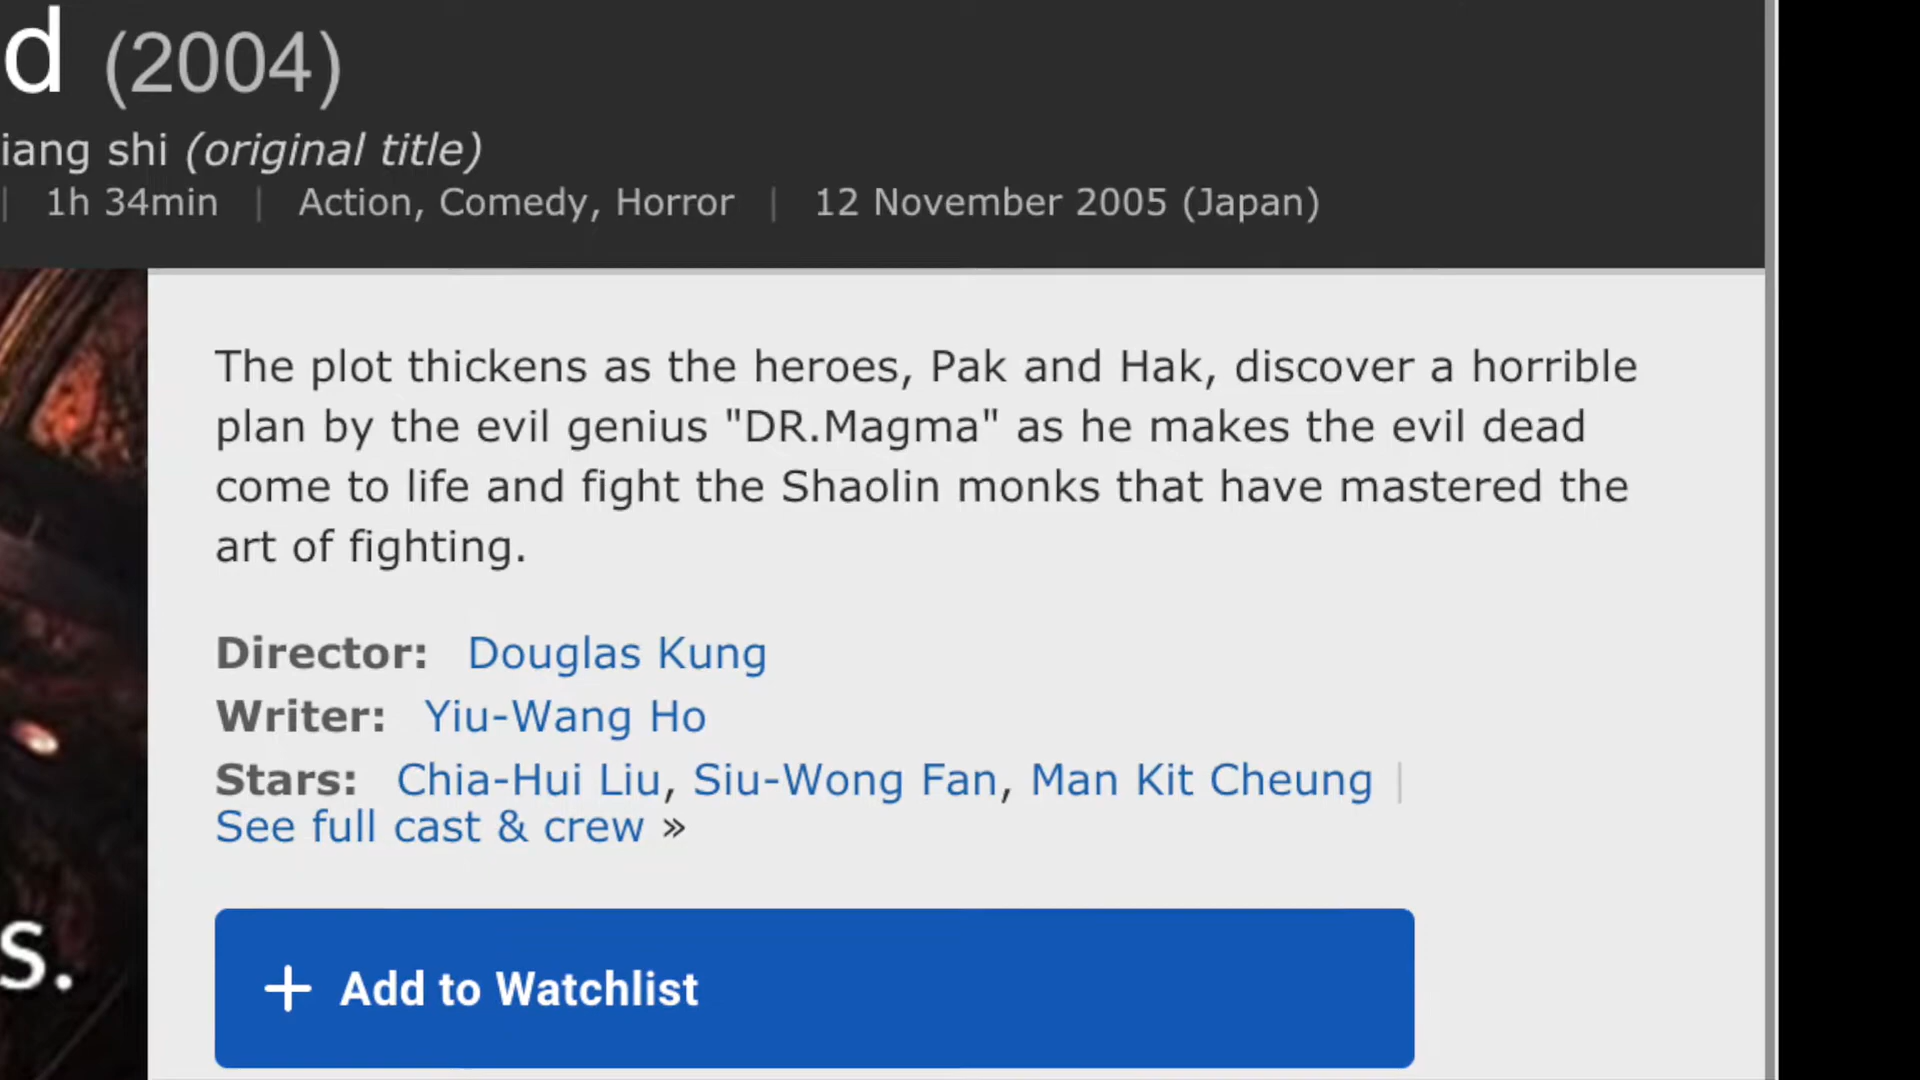 d (2004)
iang shi (original title)
| 1h 34min | Action, Comedy, Horror | 12 November 2005 (Japan)
The plot thickens as the heroes, Pak and Hak, discover a horrible
plan by the evil genius "DR.Magma" as he makes the evil dead
come to life and fight the Shaolin monks that have mastered the
art of fighting.
Director: Douglas Kung
Writer: Yiu-Wang Ho
Stars: Chia-Hui Liu, Siu-Wong Fan, Man Kit Cheung |
See full cast & crew »
s.
+ Add to Watchlist